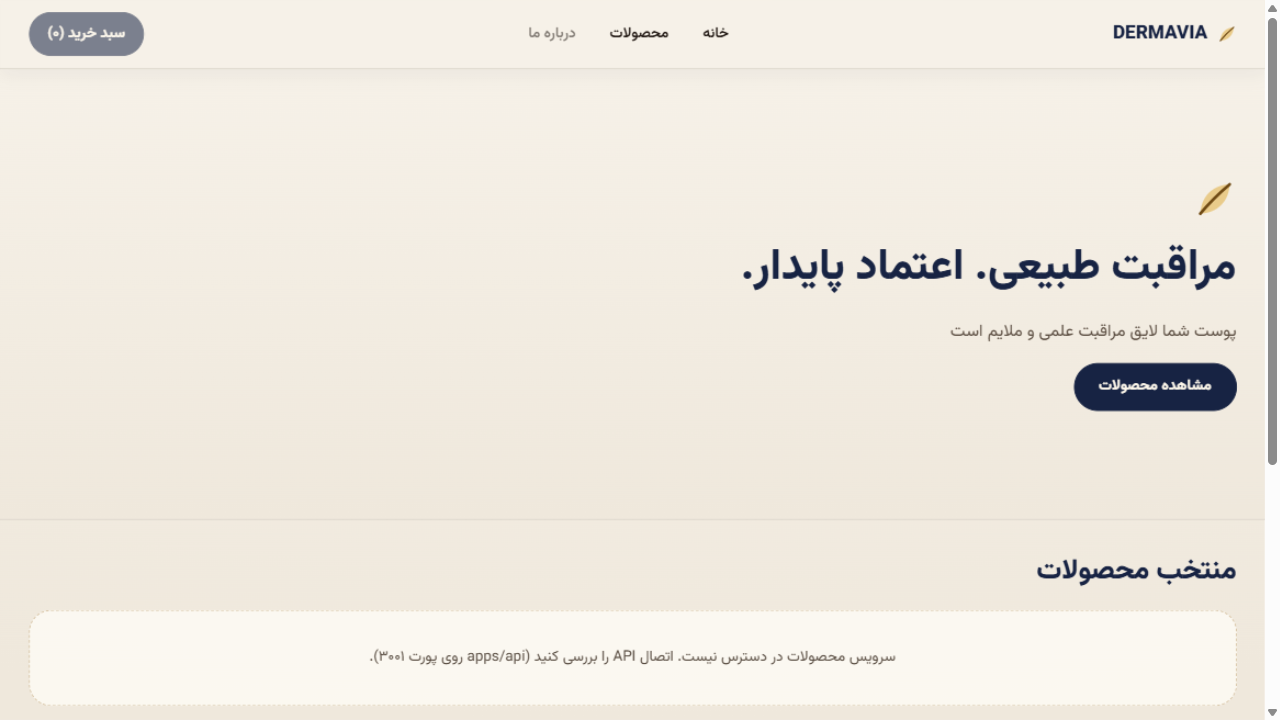 DERMAVIA
خانه
محصولات
درباره ما
سبد خرید (۰)
مراقبت طبیعی. اعتماد پایدار.
پوست شما لایق مراقبت علمی و ملایم است
مشاهده محصولات
منتخب محصولات
سرویس محصولات در دسترس نیست. اتصال API را بررسی کنید (apps/api روی پورت ۳۰۰۱).